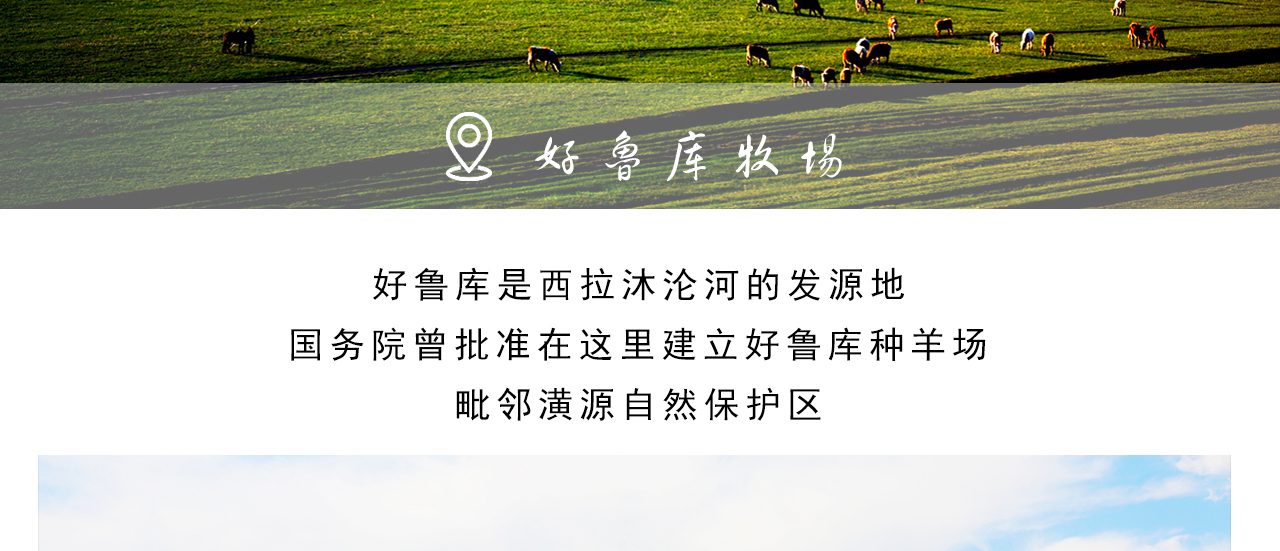 好鲁库牧场
好鲁库是西拉沐沦河的发源地
国务院曾批准在这里建立好鲁库种羊场
毗邻潢源自然保护区